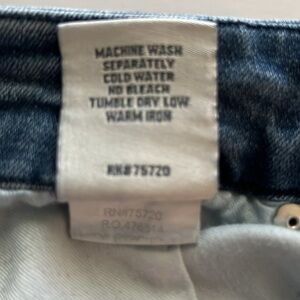 MACHINE WASH
SEPARATELY
COLD WATER
NO BLEACH
TUMBLE DRY LOW
WARM IRON
RN#75720
RN#75720